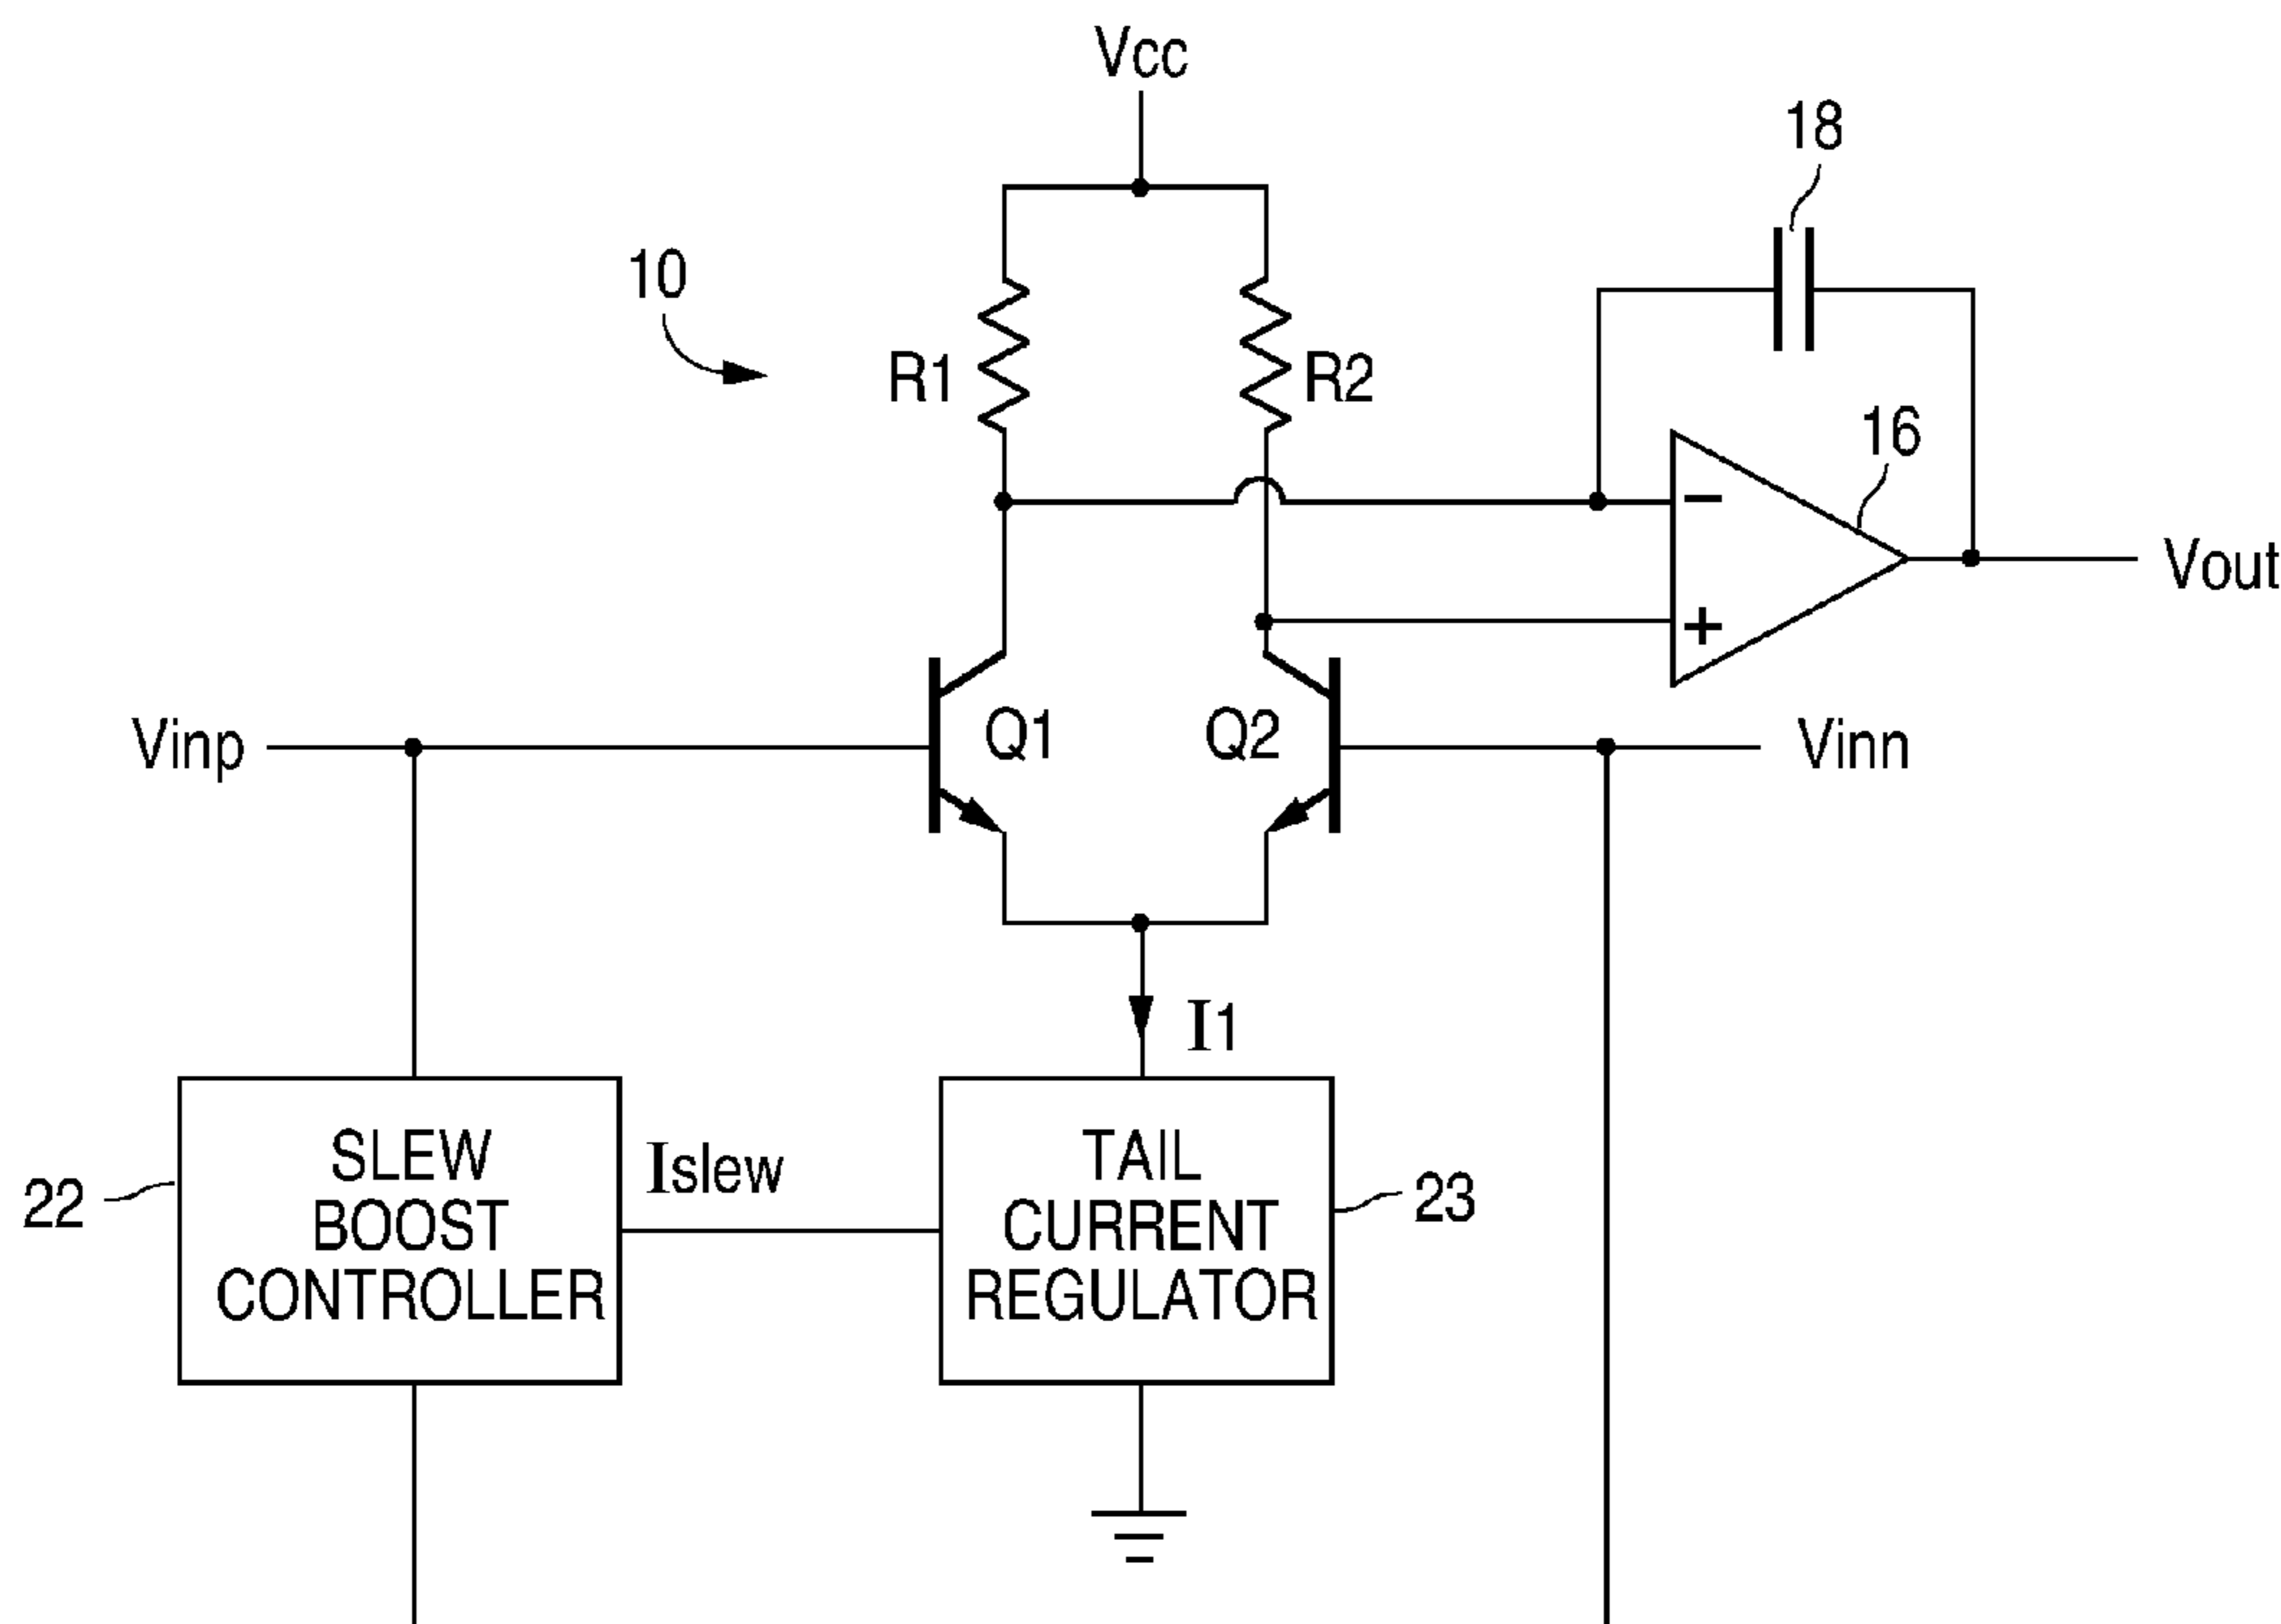 Vcc
18
10
R1
R2
16
−
Vout
+
Vinp
Q1
Q2
Vinn
I1
SLEW
BOOST
CONTROLLER
Islew
TAIL
CURRENT
REGULATOR
22
23